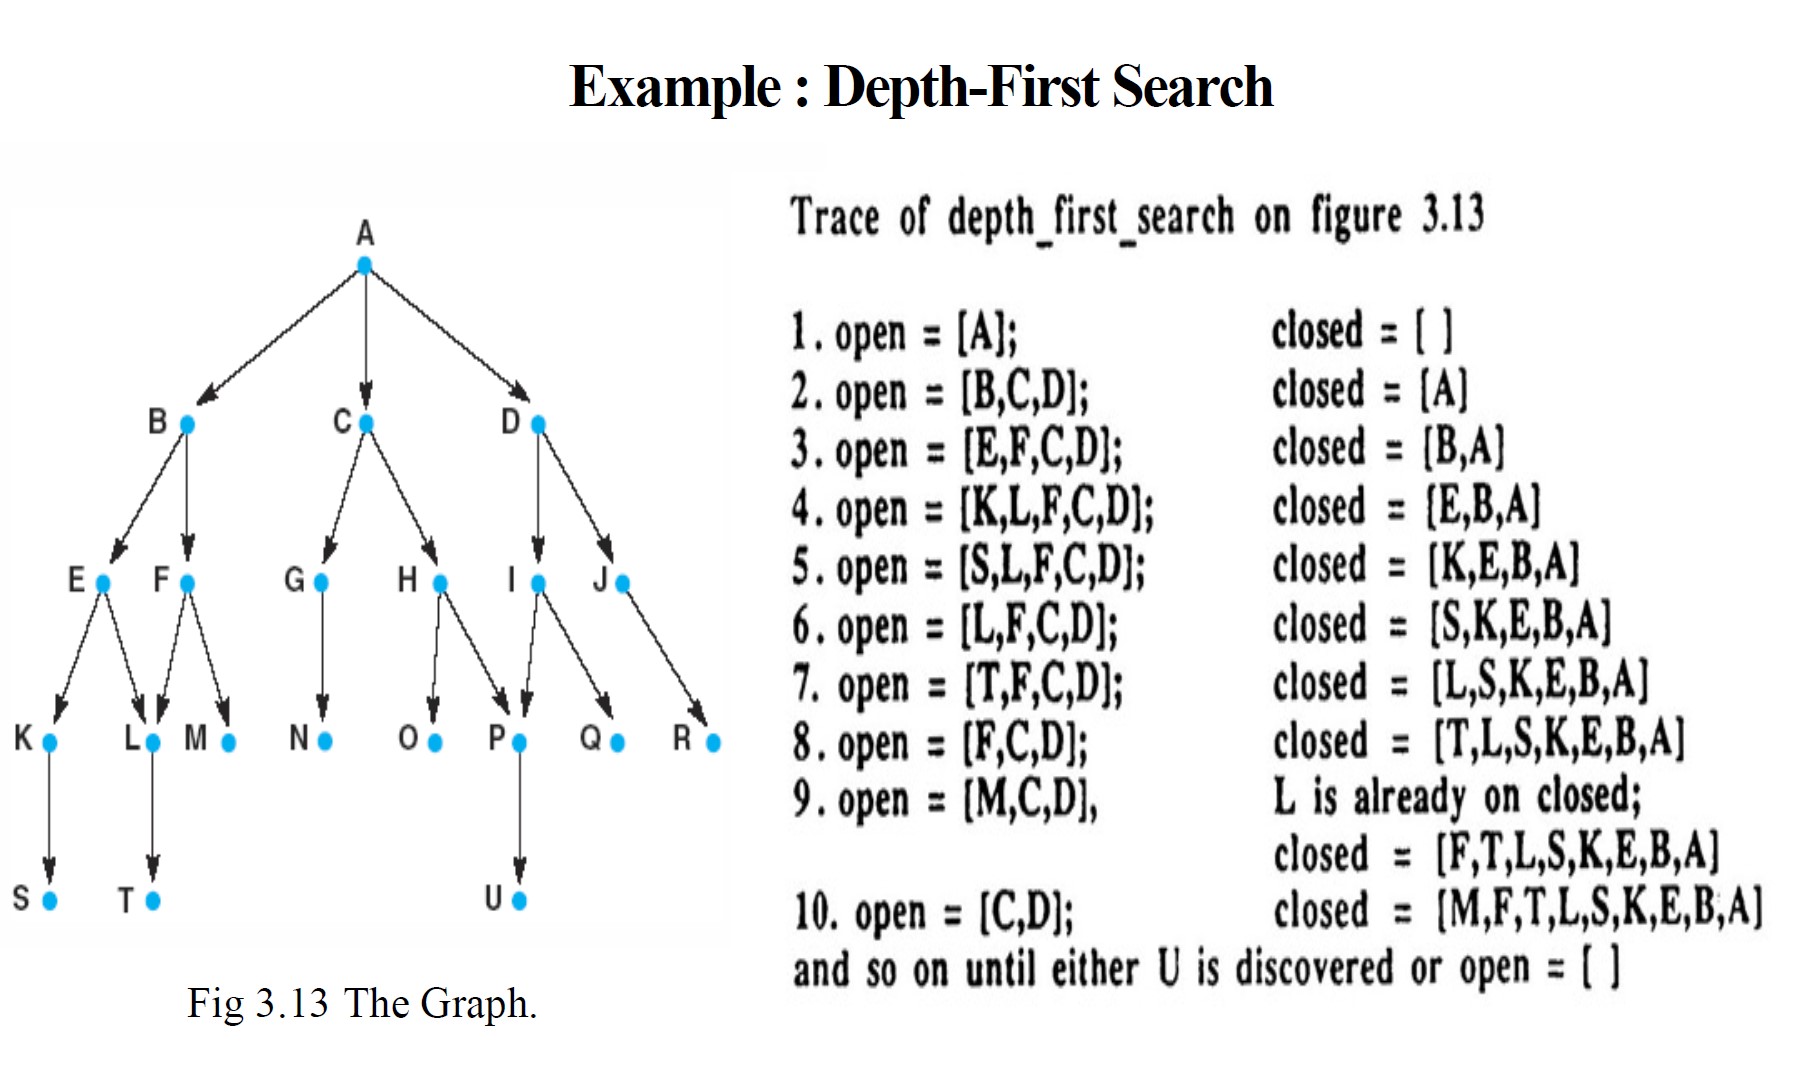 Example : Depth-First Search
A
B C D
E F G H I J
K L M N O P Q R
S T U
Fig 3.13 The Graph.
Trace of depth_first_search on figure 3.13
1. open = [A]; closed = [ ]
2. open = [B,C,D]; closed = [A]
3. open = [E,F,C,D]; closed = [B,A]
4. open = [K,L,F,C,D]; closed = [E,B,A]
5. open = [S,L,F,C,D]; closed = [K,E,B,A]
6. open = [L,F,C,D]; closed = [S,K,E,B,A]
7. open = [T,F,C,D]; closed = [L,S,K,E,B,A]
8. open = [F,C,D]; closed = [T,L,S,K,E,B,A]
9. open = [M,C,D], L is already on closed;
closed = [F,T,L,S,K,E,B,A]
10. open = [C,D]; closed = [M,F,T,L,S,K,E,B,A]
and so on until either U is discovered or open = [ ]